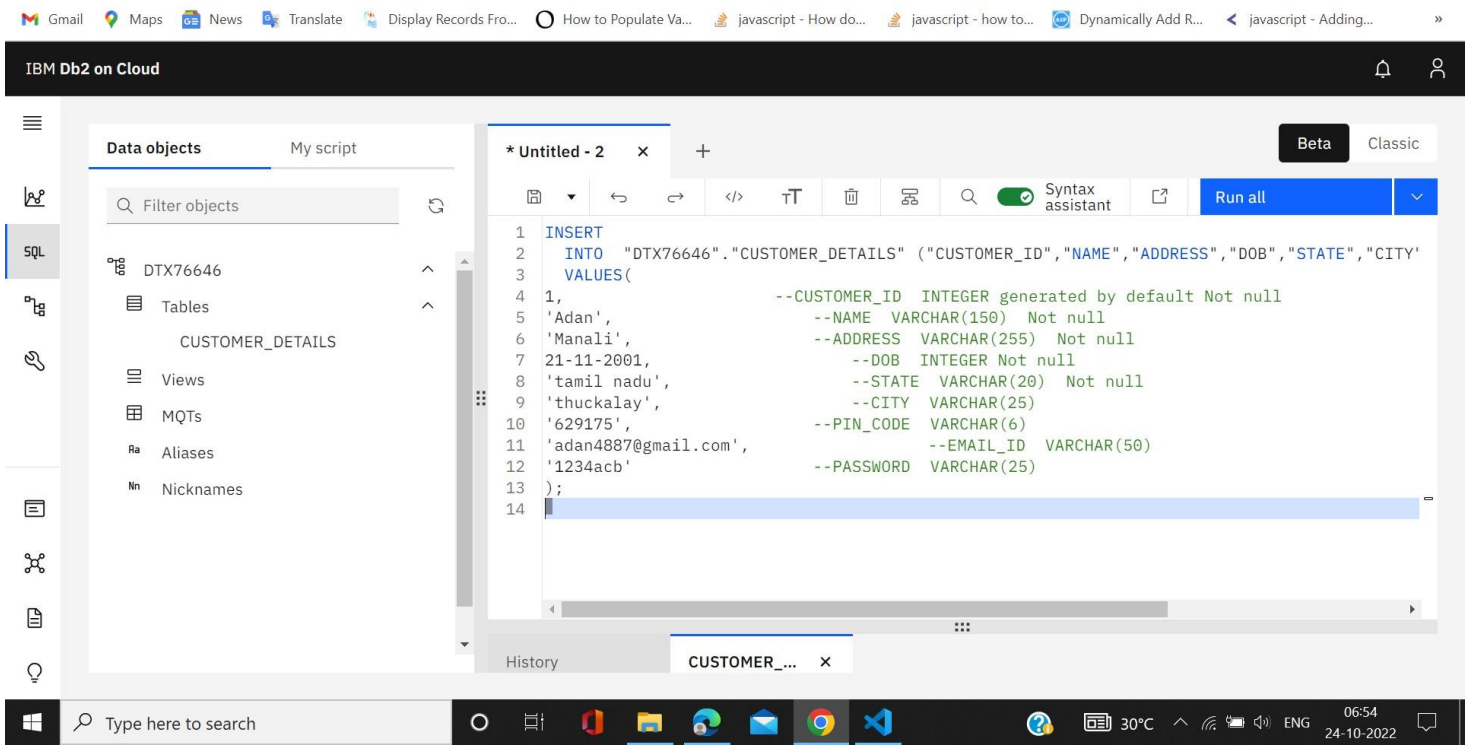 Gmail Maps News Translate Display Records Fro... How to Populate Va... javascript - How do... javascript - how to... Dynamically Add R... javascript - Adding... »
IBM Db2 on Cloud
Data objects My script
Filter objects
SQL
DTX76646
Tables
CUSTOMER_DETAILS
Views
MQTs
Aa Aliases
Nn Nicknames
* Untitled - 2 × +
Beta Classic
</> TT Syntax assistant Run all
1 INSERT
2 INTO "DTX76646"."CUSTOMER_DETAILS" ("CUSTOMER_ID","NAME","ADDRESS","DOB","STATE","CITY"
3 VALUES(
4 1, --CUSTOMER_ID INTEGER generated by default Not null
5 'Adan', --NAME VARCHAR(150) Not null
6 'Manali', --ADDRESS VARCHAR(255) Not null
7 21-11-2001, --DOB INTEGER Not null
8 'tamil nadu', --STATE VARCHAR(20) Not null
9 'thuckalay', --CITY VARCHAR(25)
10 '629175', --PIN_CODE VARCHAR(6)
11 'adan4887@gmail.com', --EMAIL_ID VARCHAR(50)
12 '1234acb' --PASSWORD VARCHAR(25)
13 );
14
History CUSTOMER_... ×
Type here to search 30°C ENG 06:54
24-10-2022